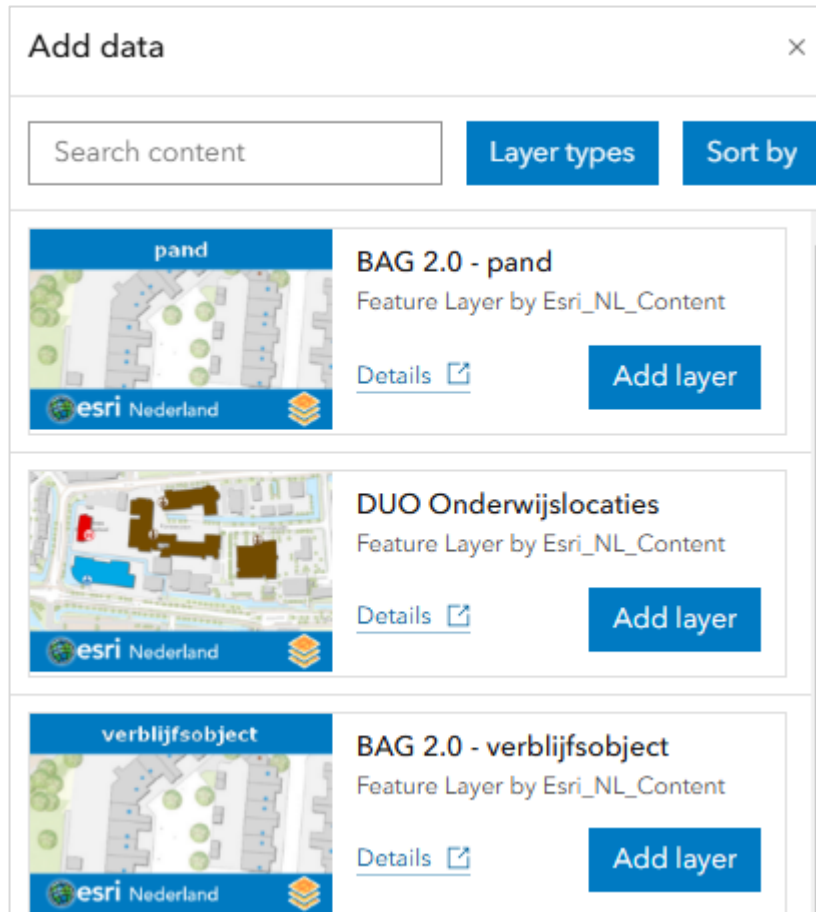 Add data
Search content
Layer types
Sort by
pand
esri Nederland
BAG 2.0 - pand
Feature Layer by Esri_NL_Content
Details
Add layer
esri Nederland
DUO Onderwijslocaties
Feature Layer by Esri_NL_Content
Details
Add layer
verblijfsobject
esri Nederland
BAG 2.0 - verblijfsobject
Feature Layer by Esri_NL_Content
Details
Add layer